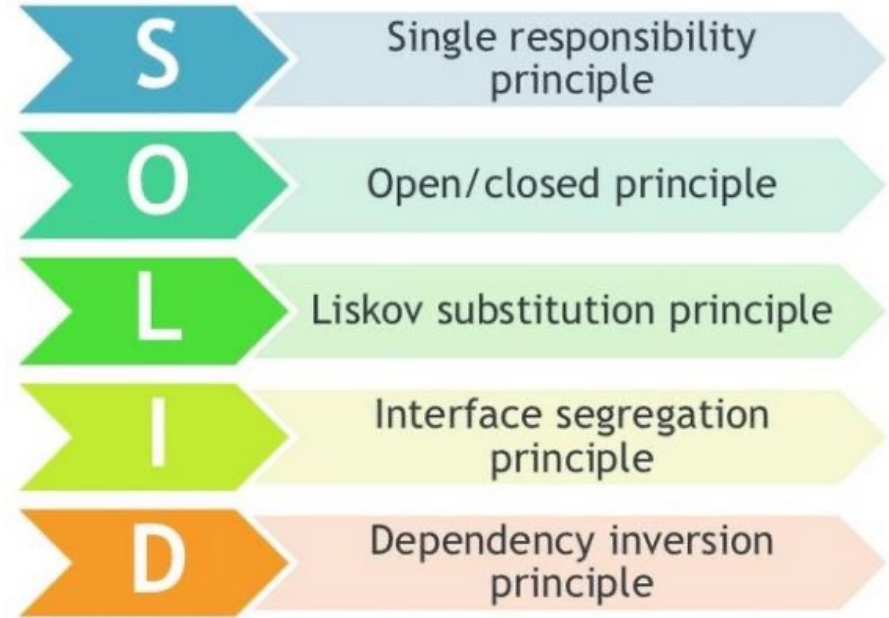 S
Single responsibility
principle
O
Open/closed principle
L
Liskov substitution principle
I
Interface segregation
principle
D
Dependency inversion
principle